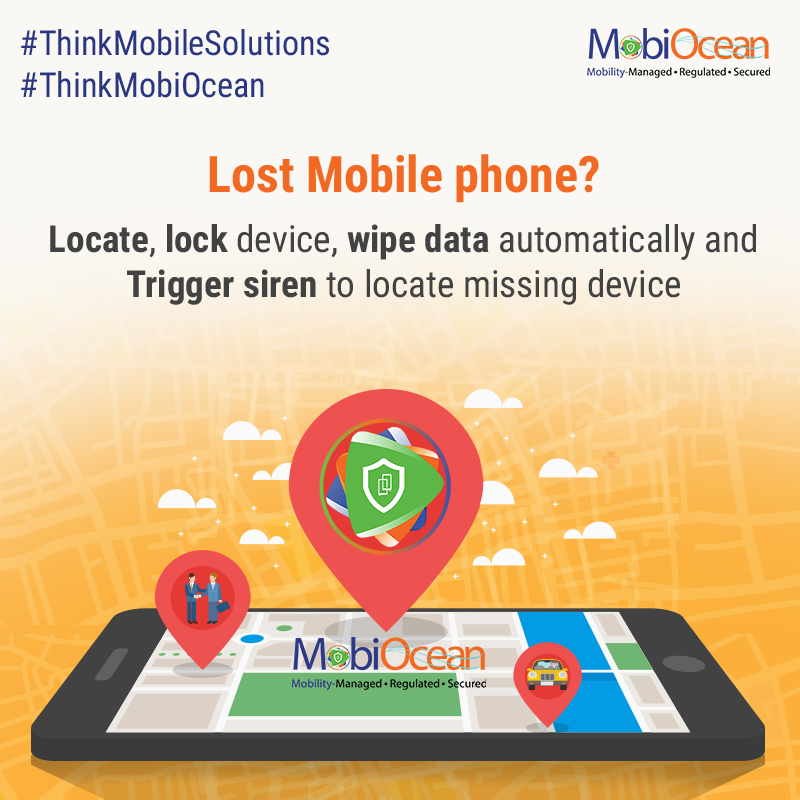 #ThinkMobileSolutions
#ThinkMobiOcean
MobiOcean
Mobility-Managed • Regulated • Secured
Lost Mobile phone?
Locate, lock device, wipe data automatically and
Trigger siren to locate missing device
MobiOcean
Mobility-Managed • Regulated • Secured